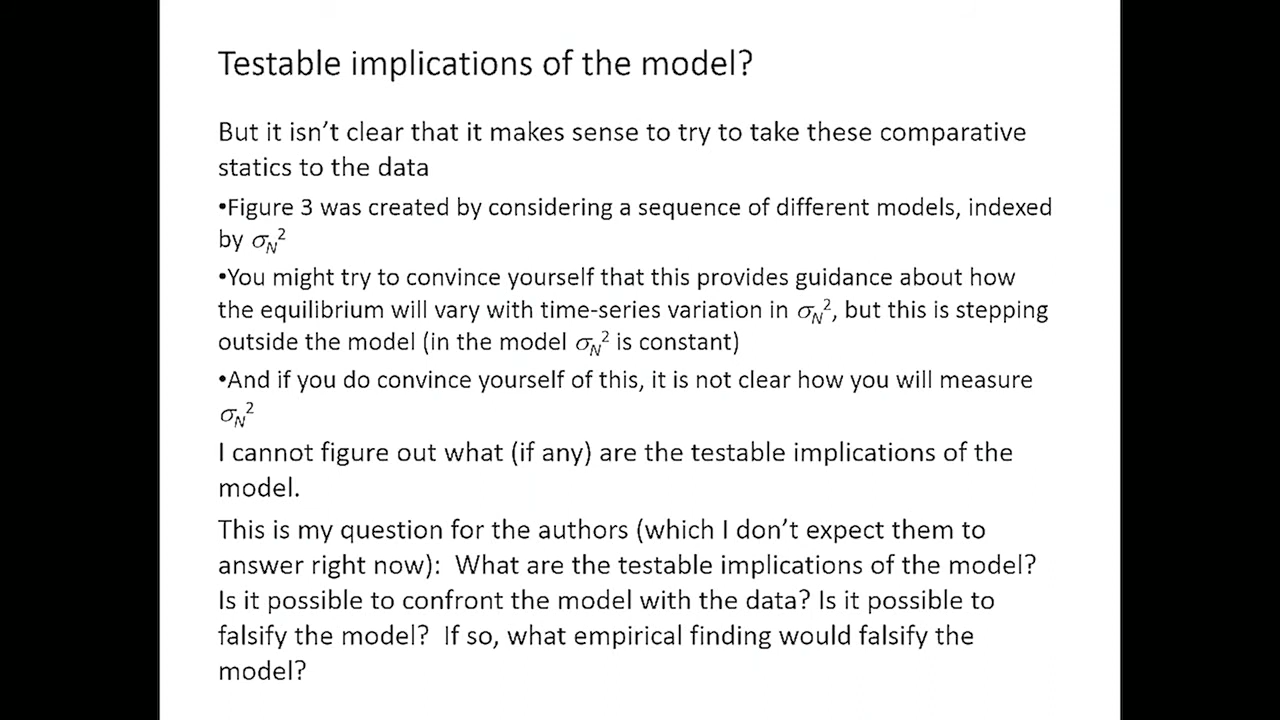 Testable implications of the model?
But it isn’t clear that it makes sense to try to take these comparative
statics to the data
•Figure 3 was created by considering a sequence of different models, indexed
by σN²
•You might try to convince yourself that this provides guidance about how
the equilibrium will vary with time-series variation in σN², but this is stepping
outside the model (in the model σN² is constant)
•And if you do convince yourself of this, it is not clear how you will measure
σN²
I cannot figure out what (if any) are the testable implications of the
model.
This is my question for the authors (which I don’t expect them to
answer right now):  What are the testable implications of the model?
Is it possible to confront the model with the data? Is it possible to
falsify the model?  If so, what empirical finding would falsify the
model?